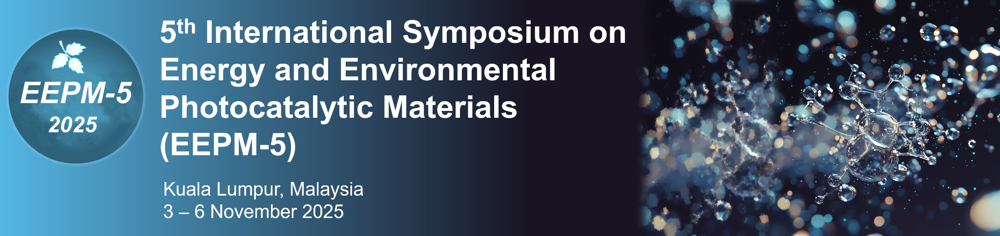 EEPM-5
2025
5th International Symposium on
Energy and Environmental
Photocatalytic Materials
(EEPM-5)
Kuala Lumpur, Malaysia
3 – 6 November 2025